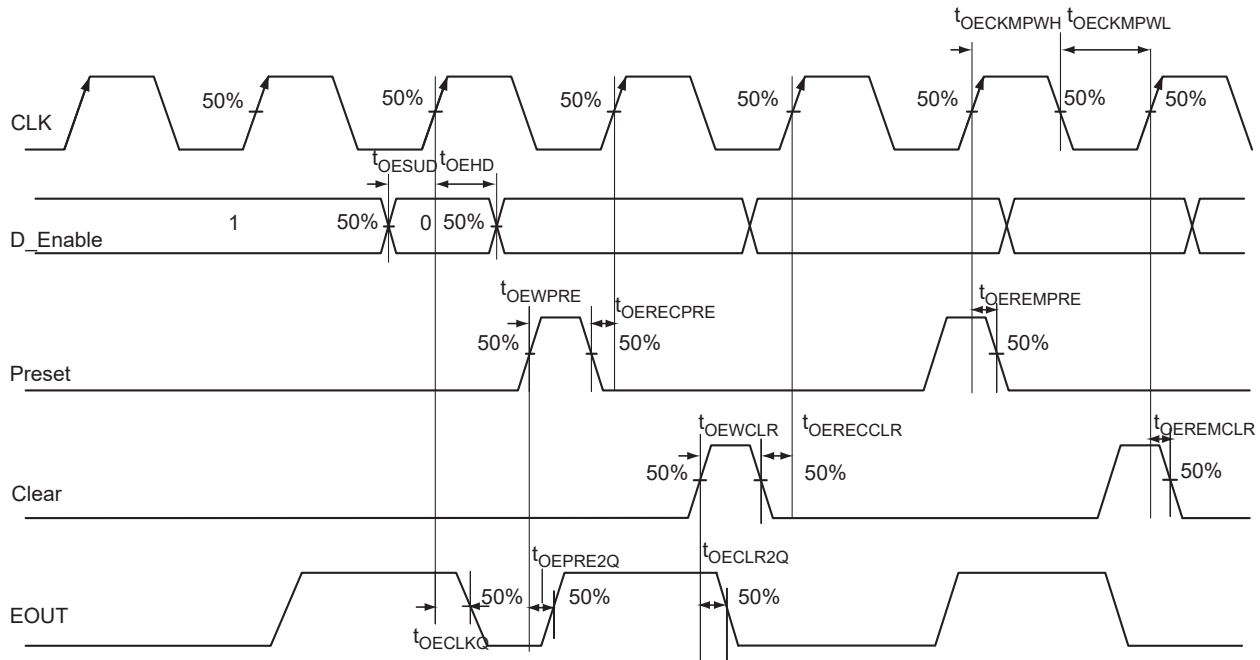 tOECKMPWH tOECKMPWL
50% 50% 50% 50% 50% 50% 50%
CLK
tOESUD tOEHD
1 50% 0 50%
D_Enable
tOEWPRE tOERECPRE tOEREMPRE
50% 50% 50%
Preset
tOEWCLR tOERECCLR tOEREMCLR
50% 50% 50%
Clear
tOEPRE2Q tOECLR2Q
50% 50% 50%
EOUT
tOECLKQ